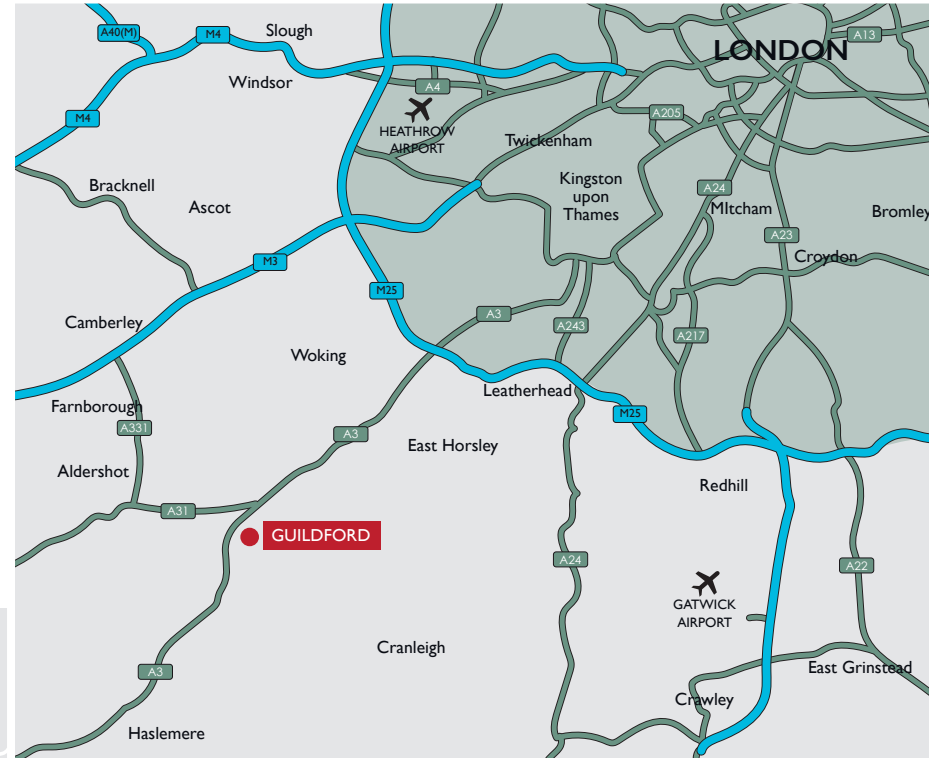 A40(M)
M4
Slough
LONDON
A13
Windsor
A4
M4
HEATHROW
AIRPORT
A205
Twickenham
Bracknell
Ascot
Kingston
upon
Thames
A24
MItcham
Bromley
A23
Croydon
M3
M25
A3
A243
A217
Camberley
Woking
Leatherhead
Farnborough
A331
A3
M25
East Horsley
Aldershot
Redhill
A31
GUILDFORD
A24
A22
GATWICK
AIRPORT
Cranleigh
A3
East Grinstead
Crawley
Haslemere